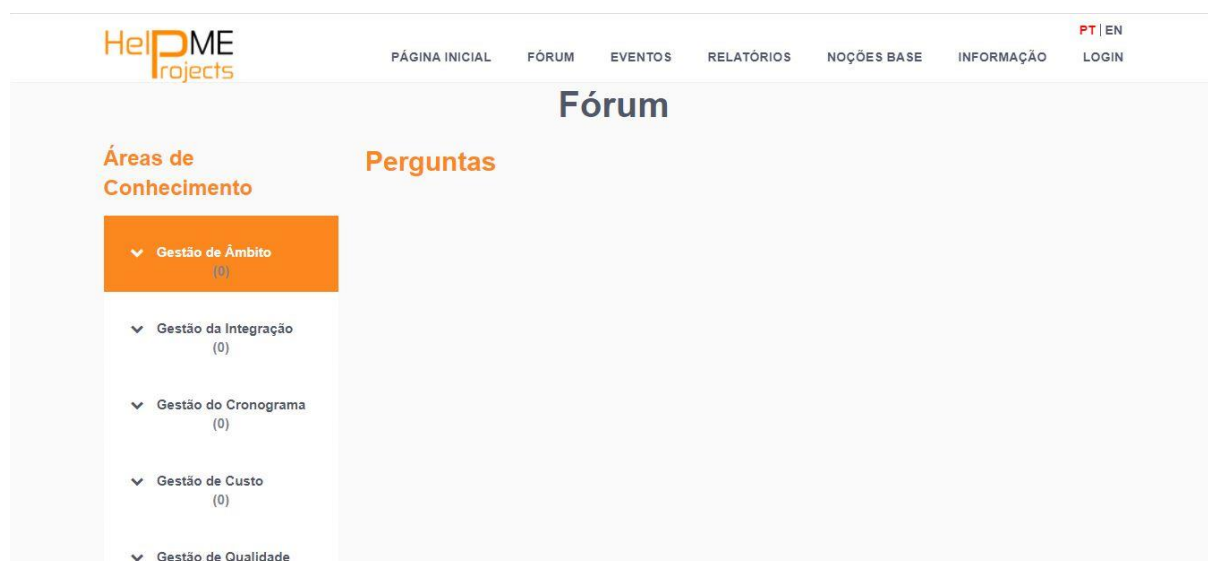 HelPME
Projects
PT | EN
PÁGINA INICIAL FÓRUM EVENTOS RELATÓRIOS NOÇÕES BASE INFORMAÇÃO LOGIN
Fórum
Áreas de
Conhecimento
Perguntas
Gestão de Âmbito
(0)
Gestão da Integração
(0)
Gestão do Cronograma
(0)
Gestão de Custo
(0)
Gestão de Qualidade